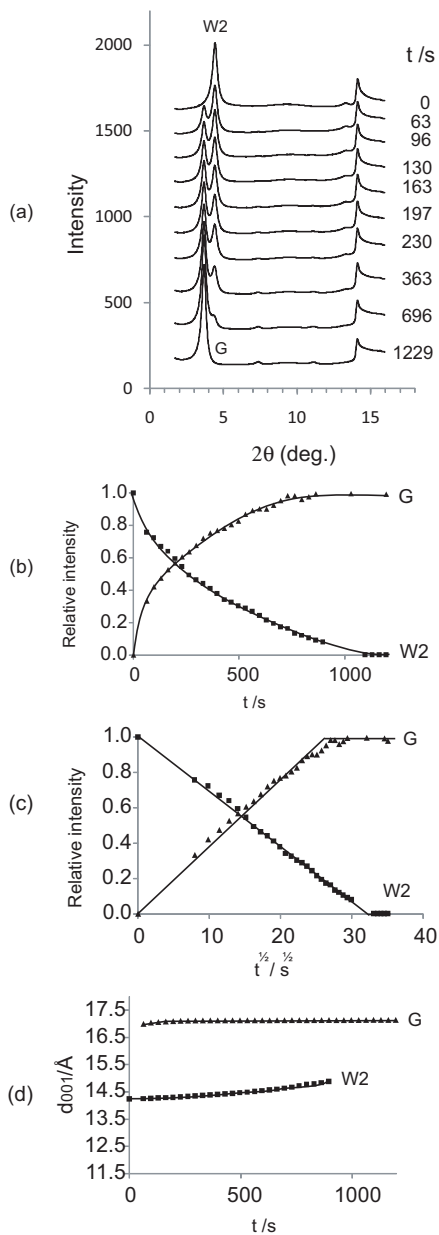 W2
2000
t /s
0
63
96
130
163
197
230
363
696
1229
1500
1000
500
0
(a)
Intensity
G
0 5 10 15
2θ (deg.)
(b)
Relative intensity
1.0
0.8
0.6
0.4
0.2
0.0
G
W2
0 500 1000
t /s
(c)
Relative intensity
1.0
0.8
0.6
0.4
0.2
0.0
G
W2
0 10 20 30 40
t½/s½
(d)
d001/Å
17.5
16.5
15.5
14.5
13.5
12.5
11.5
G
W2
0 500 1000
t /s